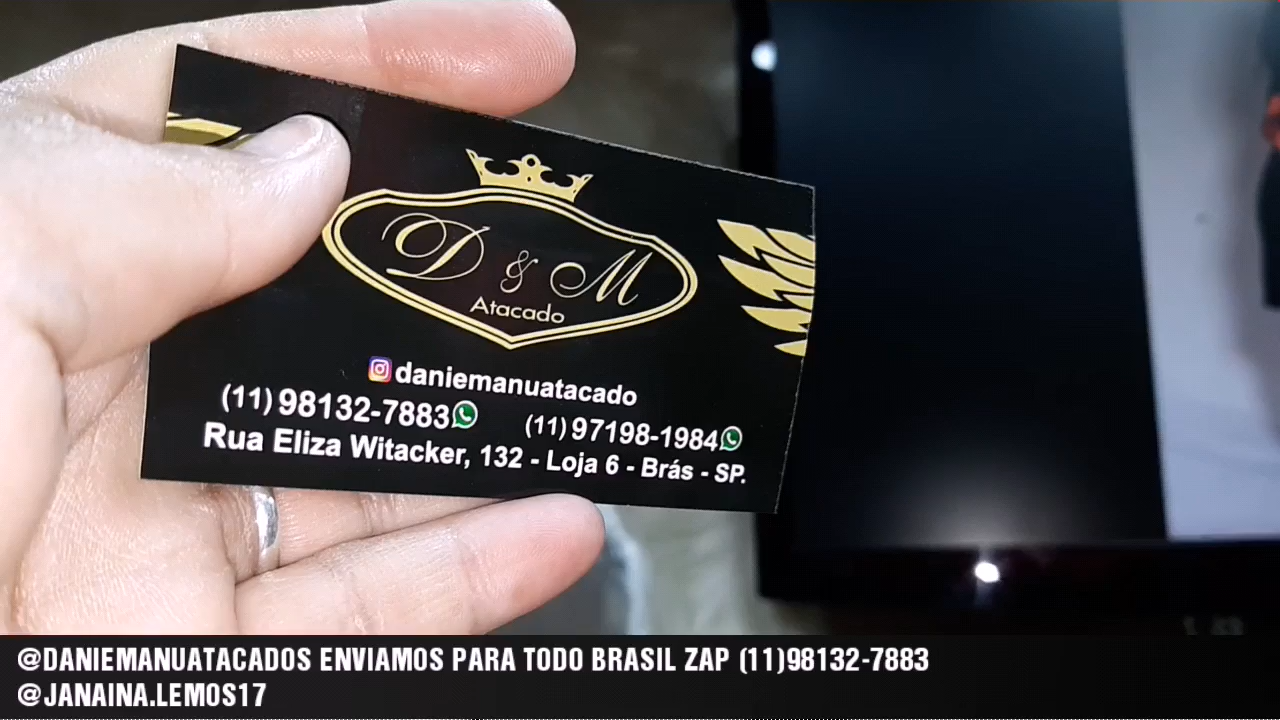 D & M
Atacado
daniemanuatacado
(11) 98132-7883 (11) 97198-1984
Rua Eliza Witacker, 132 - Loja 6 - Brás - SP.
@DANIEMANUATACADOS ENVIAMOS PARA TODO BRASIL ZAP (11)98132-7883
@JANAINA.LEMOS17